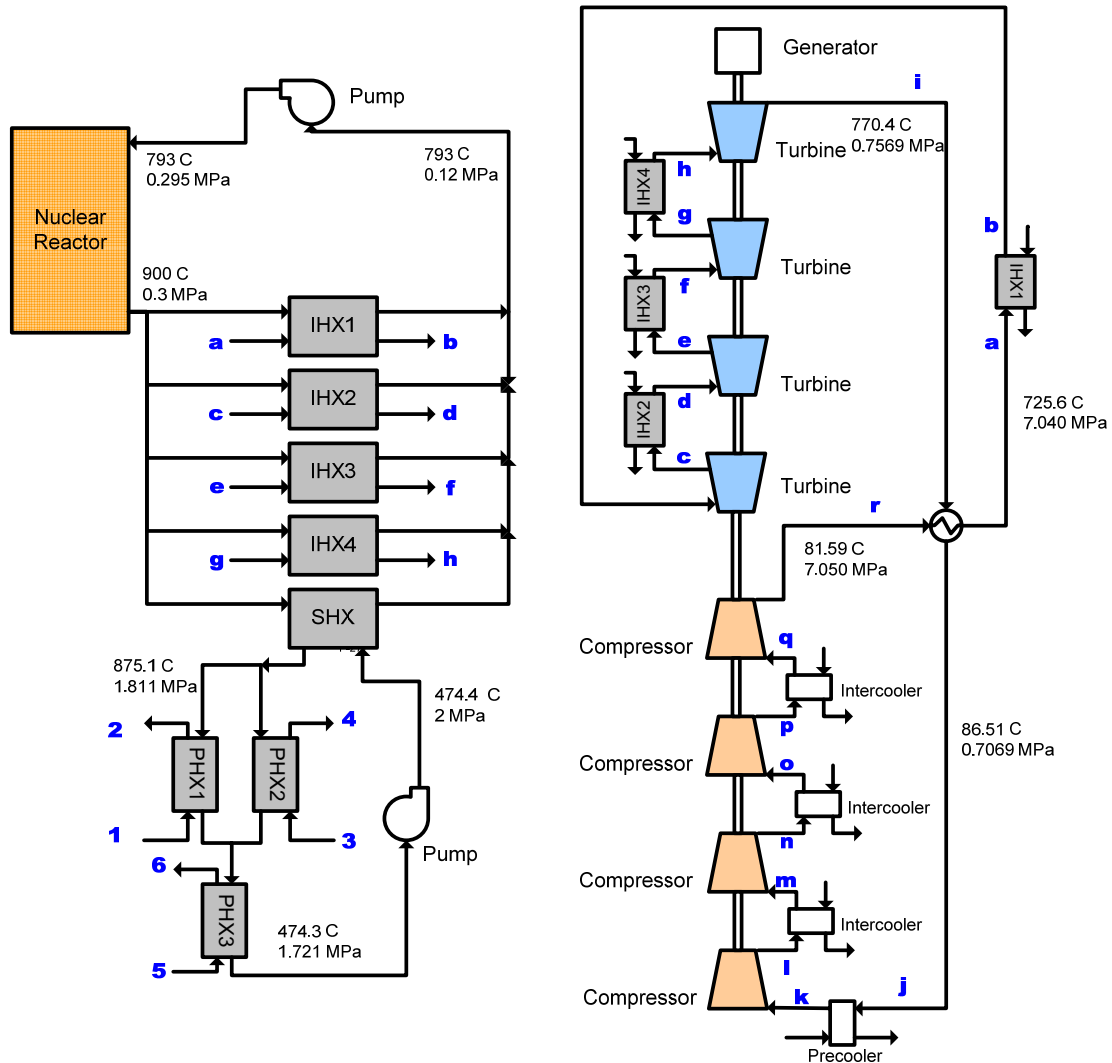 Pump
793 C
0.295 MPa
793 C
0.12 MPa
Nuclear
Reactor
900 C
0.3 MPa
IHX1
a
b
IHX2
c
d
IHX3
e
f
IHX4
g
h
SHX
875.1 C
1.811 MPa
474.4 C
2 MPa
2
4
PHX1
PHX2
1
3
Pump
6
PHX3
474.3 C
1.721 MPa
5
Generator
i
770.4 C
0.7569 MPa
Turbine
IHX4
h
g
Turbine
b
IHX1
a
IHX3
f
e
Turbine
IHX2
d
c
725.6 C
7.040 MPa
Turbine
r
81.59 C
7.050 MPa
Compressor
q
Intercooler
p
86.51 C
0.7069 MPa
Compressor
o
Intercooler
n
Compressor
m
Intercooler
l
Compressor
k
j
Precooler